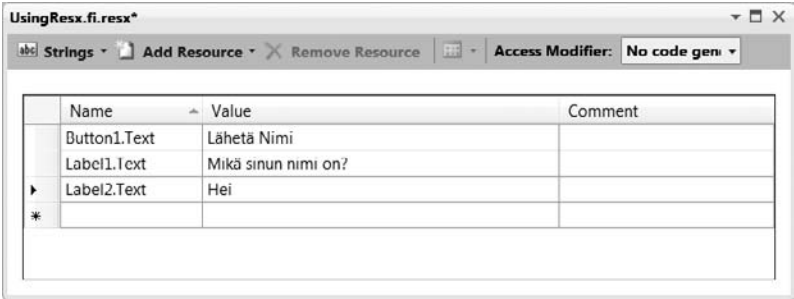 UsingResx.fi.resx*
abc Strings Add Resource Remove Resource Access Modifier: No code gen
Name Value Comment
Button1.Text Lähetä Nimi
Label1.Text Mikä sinun nimi on?
Label2.Text Hei